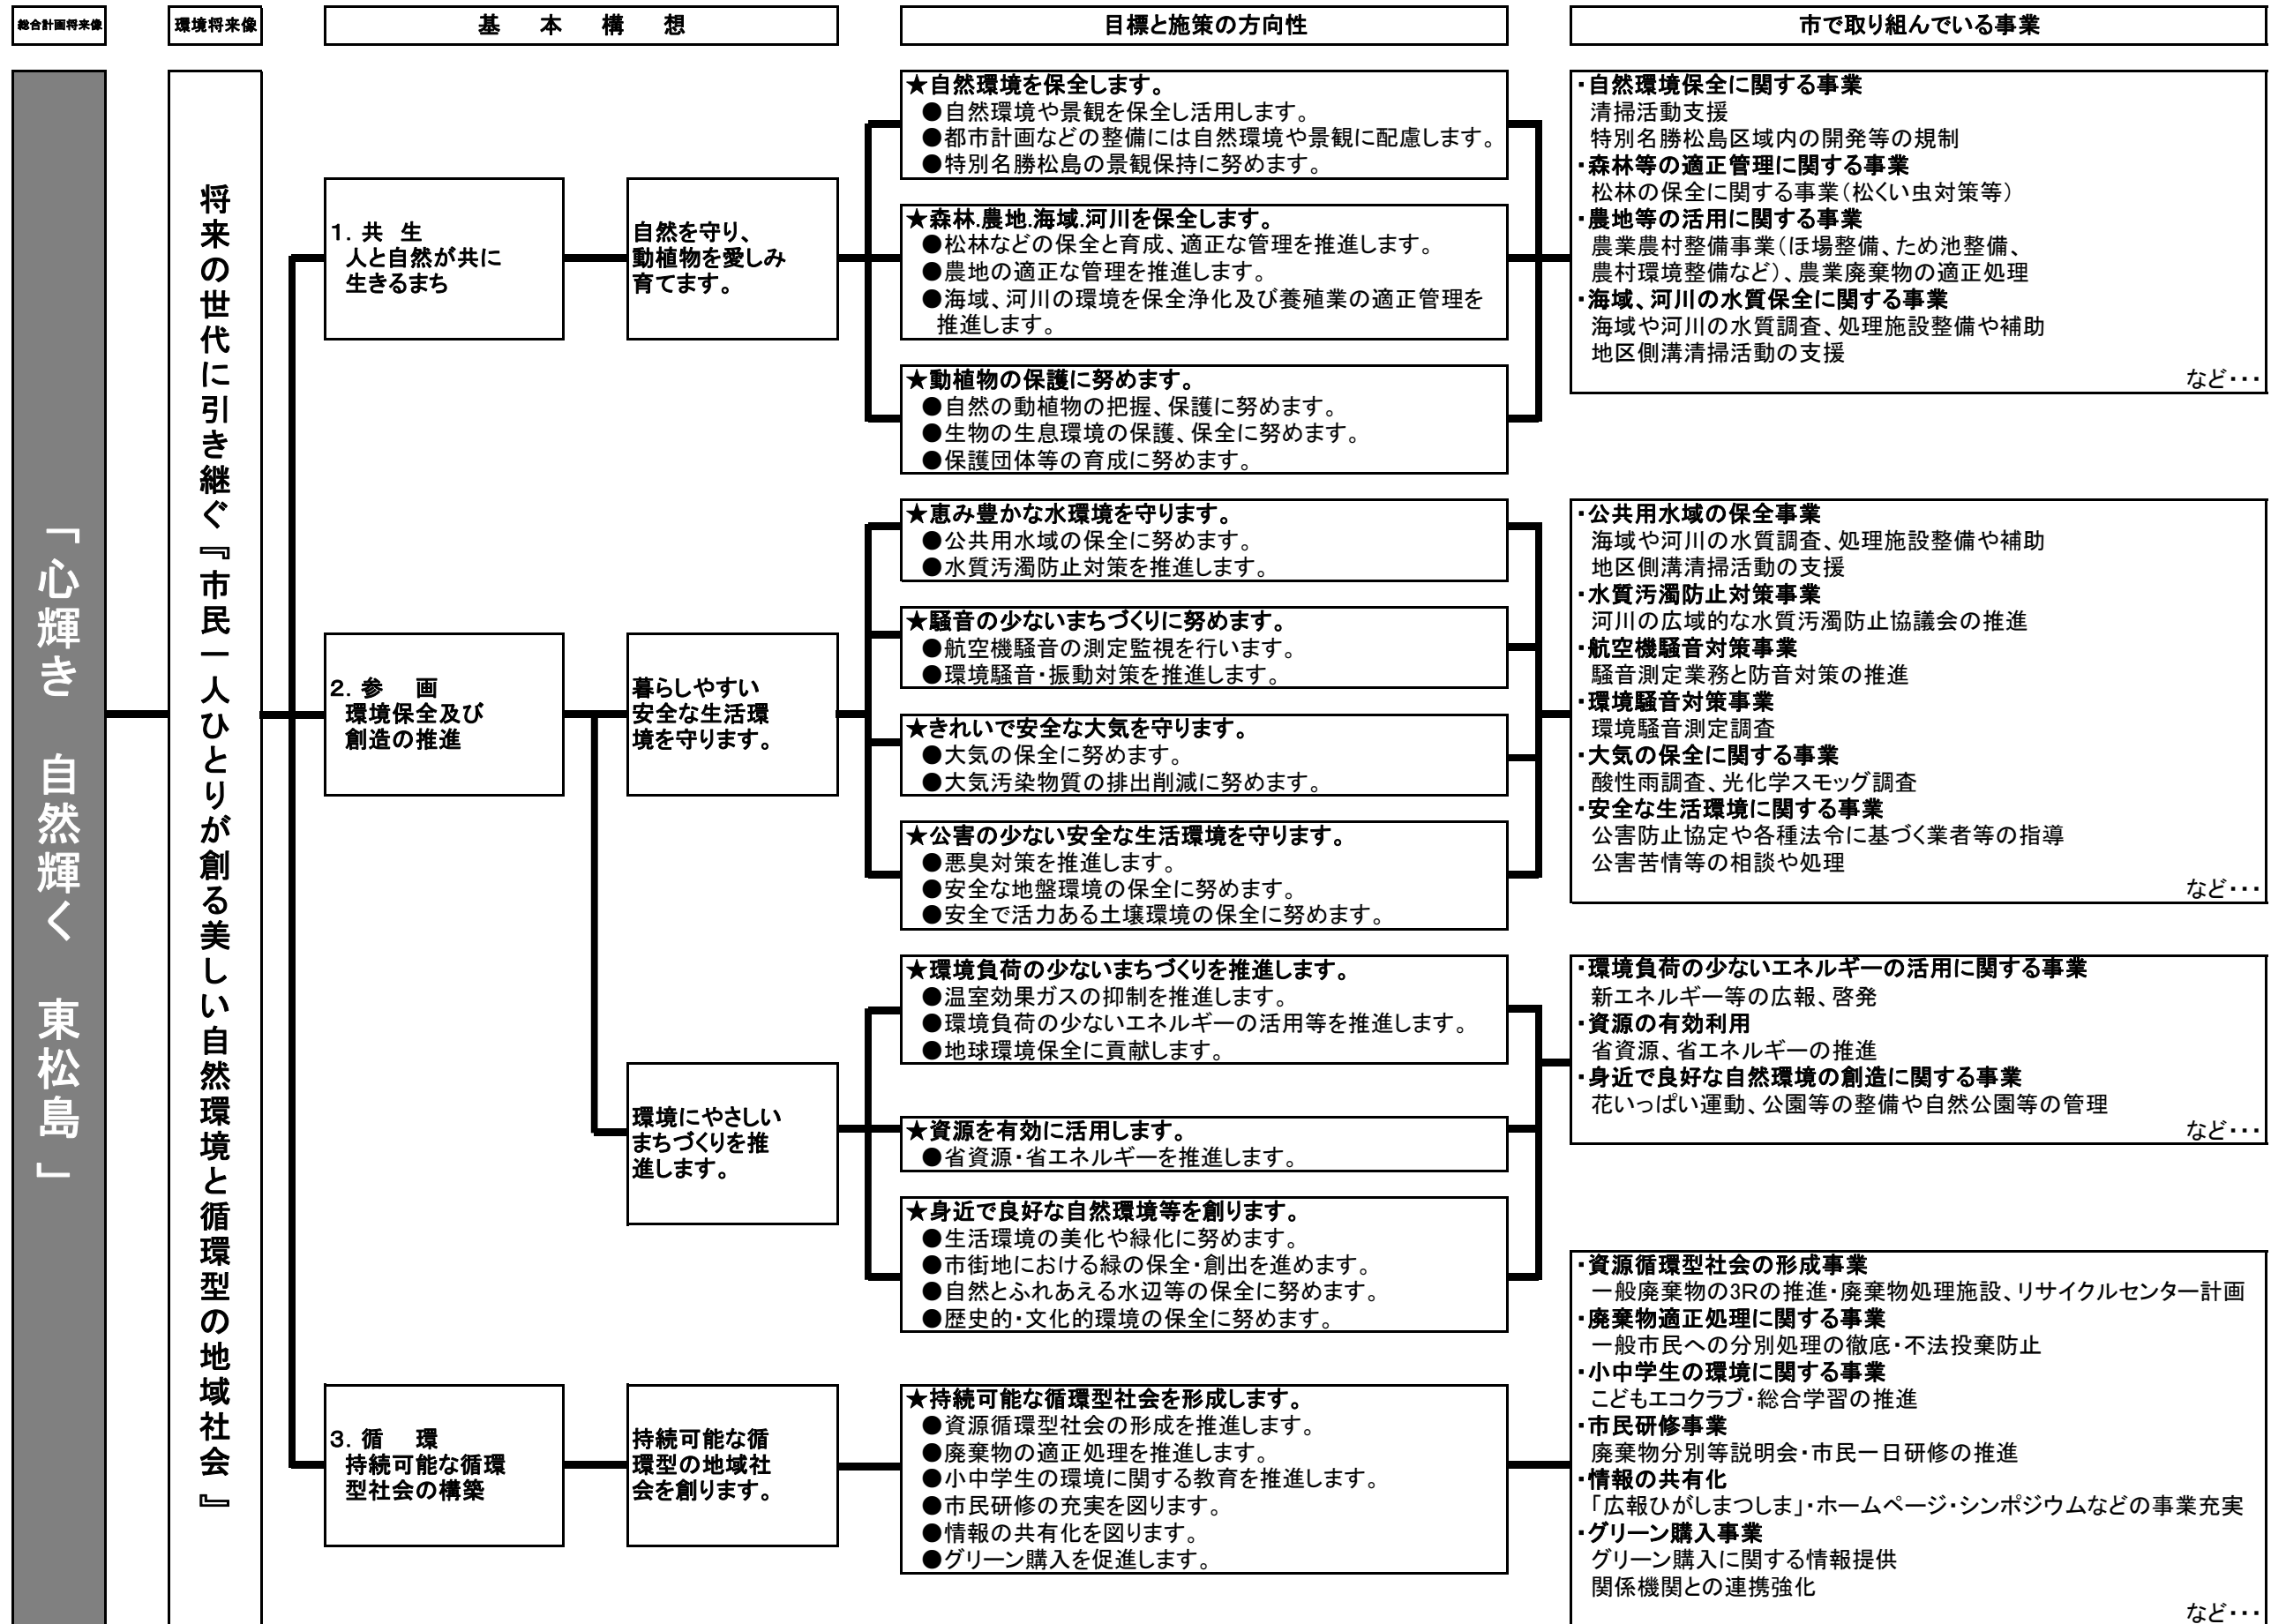 総合計画将来像
環境将来像
基　本　構　想
目標と施策の方向性
市で取り組んでいる事業
「心輝き　自然輝く　東松島」
将来の世代に引き継ぐ『市民一人ひとりが創る美しい自然環境と循環型の地域社会』
1．共　生
人と自然が共に
生きるまち
自然を守り、
動植物を愛しみ
育てます。
★自然環境を保全します。
●自然環境や景観を保全し活用します。
●都市計画などの整備には自然環境や景観に配慮します。
●特別名勝松島の景観保持に努めます。
★森林.農地.海域.河川を保全します。
●松林などの保全と育成、適正な管理を推進します。
●農地の適正な管理を推進します。
●海域、河川の環境を保全浄化及び養殖業の適正管理を
推進します。
★動植物の保護に努めます。
●自然の動植物の把握、保護に努めます。
●生物の生息環境の保護、保全に努めます。
●保護団体等の育成に努めます。
・自然環境保全に関する事業
清掃活動支援
特別名勝松島区域内の開発等の規制
・森林等の適正管理に関する事業
松林の保全に関する事業（松くい虫対策等）
・農地等の活用に関する事業
農業農村整備事業（ほ場整備、ため池整備、
農村環境整備など）、農業廃棄物の適正処理
・海域、河川の水質保全に関する事業
海域や河川の水質調査、処理施設整備や補助
地区側溝清掃活動の支援
など・・・
2．参　画
環境保全及び
創造の推進
暮らしやすい
安全な生活環
境を守ります。
★恵み豊かな水環境を守ります。
●公共用水域の保全に努めます。
●水質汚濁防止対策を推進します。
★騒音の少ないまちづくりに努めます。
●航空機騒音の測定監視を行います。
●環境騒音・振動対策を推進します。
★きれいで安全な大気を守ります。
●大気の保全に努めます。
●大気汚染物質の排出削減に努めます。
★公害の少ない安全な生活環境を守ります。
●悪臭対策を推進します。
●安全な地盤環境の保全に努めます。
●安全で活力ある土壌環境の保全に努めます。
・公共用水域の保全事業
海域や河川の水質調査、処理施設整備や補助
地区側溝清掃活動の支援
・水質汚濁防止対策事業
河川の広域的な水質汚濁防止協議会の推進
・航空機騒音対策事業
騒音測定業務と防音対策の推進
・環境騒音対策事業
環境騒音測定調査
・大気の保全に関する事業
酸性雨調査、光化学スモッグ調査
・安全な生活環境に関する事業
公害防止協定や各種法令に基づく業者等の指導
公害苦情等の相談や処理
など・・・
環境にやさしい
まちづくりを推
進します。
★環境負荷の少ないまちづくりを推進します。
●温室効果ガスの抑制を推進します。
●環境負荷の少ないエネルギーの活用等を推進します。
●地球環境保全に貢献します。
★資源を有効に活用します。
●省資源・省エネルギーを推進します。
★身近で良好な自然環境等を創ります。
●生活環境の美化や緑化に努めます。
●市街地における緑の保全・創出を進めます。
●自然とふれあえる水辺等の保全に努めます。
●歴史的・文化的環境の保全に努めます。
・環境負荷の少ないエネルギーの活用に関する事業
新エネルギー等の広報、啓発
・資源の有効利用
省資源、省エネルギーの推進
・身近で良好な自然環境の創造に関する事業
花いっぱい運動、公園等の整備や自然公園等の管理
など・・・
3．循　環
持続可能な循環
型社会の構築
持続可能な循
環型の地域社
会を創ります。
★持続可能な循環型社会を形成します。
●資源循環型社会の形成を推進します。
●廃棄物の適正処理を推進します。
●小中学生の環境に関する教育を推進します。
●市民研修の充実を図ります。
●情報の共有化を図ります。
●グリーン購入を促進します。
・資源循環型社会の形成事業
一般廃棄物の3Rの推進・廃棄物処理施設、リサイクルセンター計画
・廃棄物適正処理に関する事業
一般市民への分別処理の徹底・不法投棄防止
・小中学生の環境に関する事業
こどもエコクラブ・総合学習の推進
・市民研修事業
廃棄物分別等説明会・市民一日研修の推進
・情報の共有化
「広報ひがしまつしま」・ホームページ・シンポジウムなどの事業充実
・グリーン購入事業
グリーン購入に関する情報提供
関係機関との連携強化
など・・・